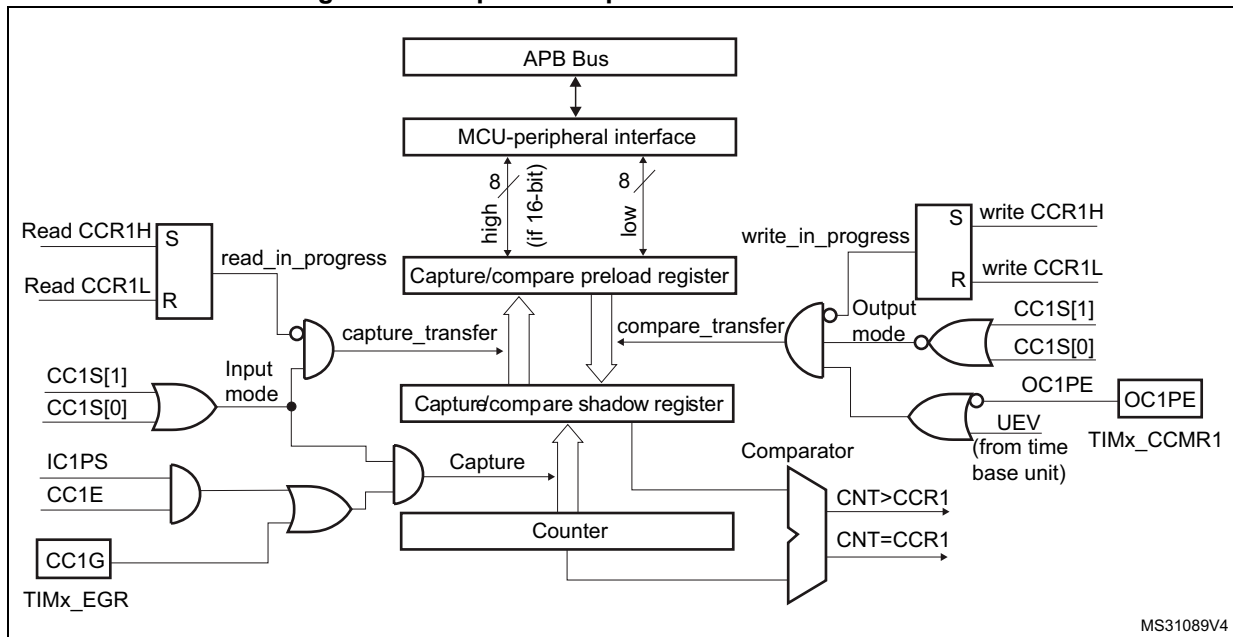 APB Bus
MCU-peripheral interface
8
high
(if 16-bit)
8
low
Read CCR1H
S
read_in_progress
Read CCR1L
R
write_in_progress
S
write CCR1H
R
write CCR1L
Capture/compare preload register
capture_transfer
compare_transfer
Output
mode
CC1S[1]
CC1S[0]
CC1S[1]
CC1S[0]
Input
mode
Capture/compare shadow register
OC1PE
OC1PE
UEV
(from time
base unit)
TIMx_CCMR1
IC1PS
CC1E
Capture
Comparator
CNT>CCR1
CNT=CCR1
Counter
CC1G
TIMx_EGR
MS31089V4